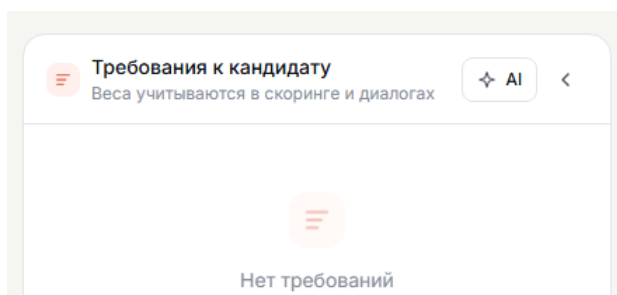 Требования к кандидату
Веса учитываются в скоринге и диалогах
AI
Нет требований